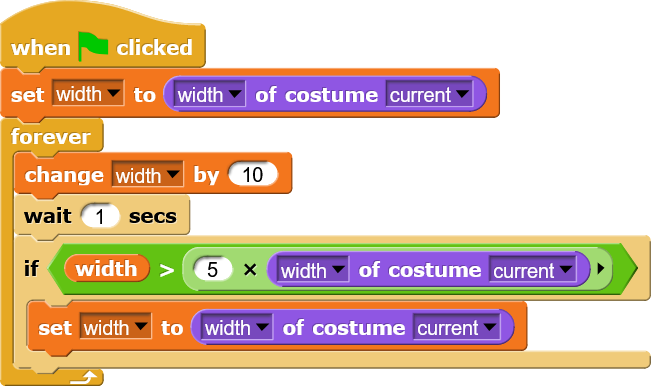 when clicked
set width to width of costume current
forever
change width by 10
wait 1 secs
if width > 5 × width of costume current
set width to width of costume current